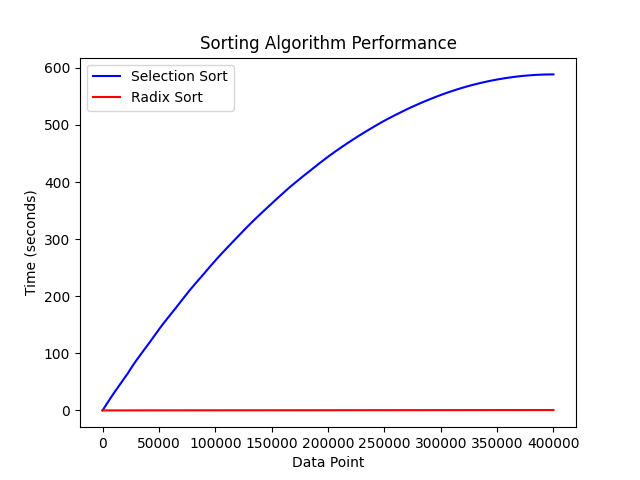 Sorting Algorithm Performance
Selection Sort
Radix Sort
600
500
400
300
200
100
0
Time (seconds)
0 50000 100000 150000 200000 250000 300000 350000 400000
Data Point